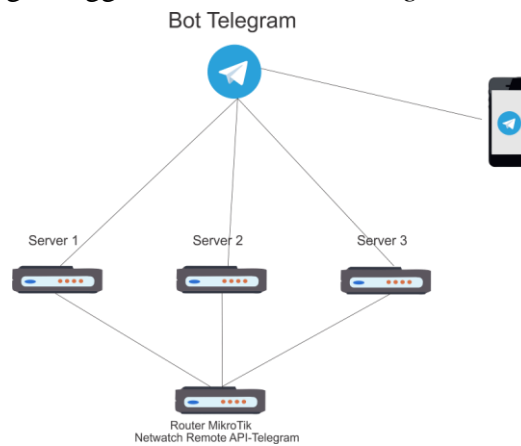 Bot Telegram
Server 1
Server 2
Server 3
Router MikroTik
Netwatch Remote API-Telegram